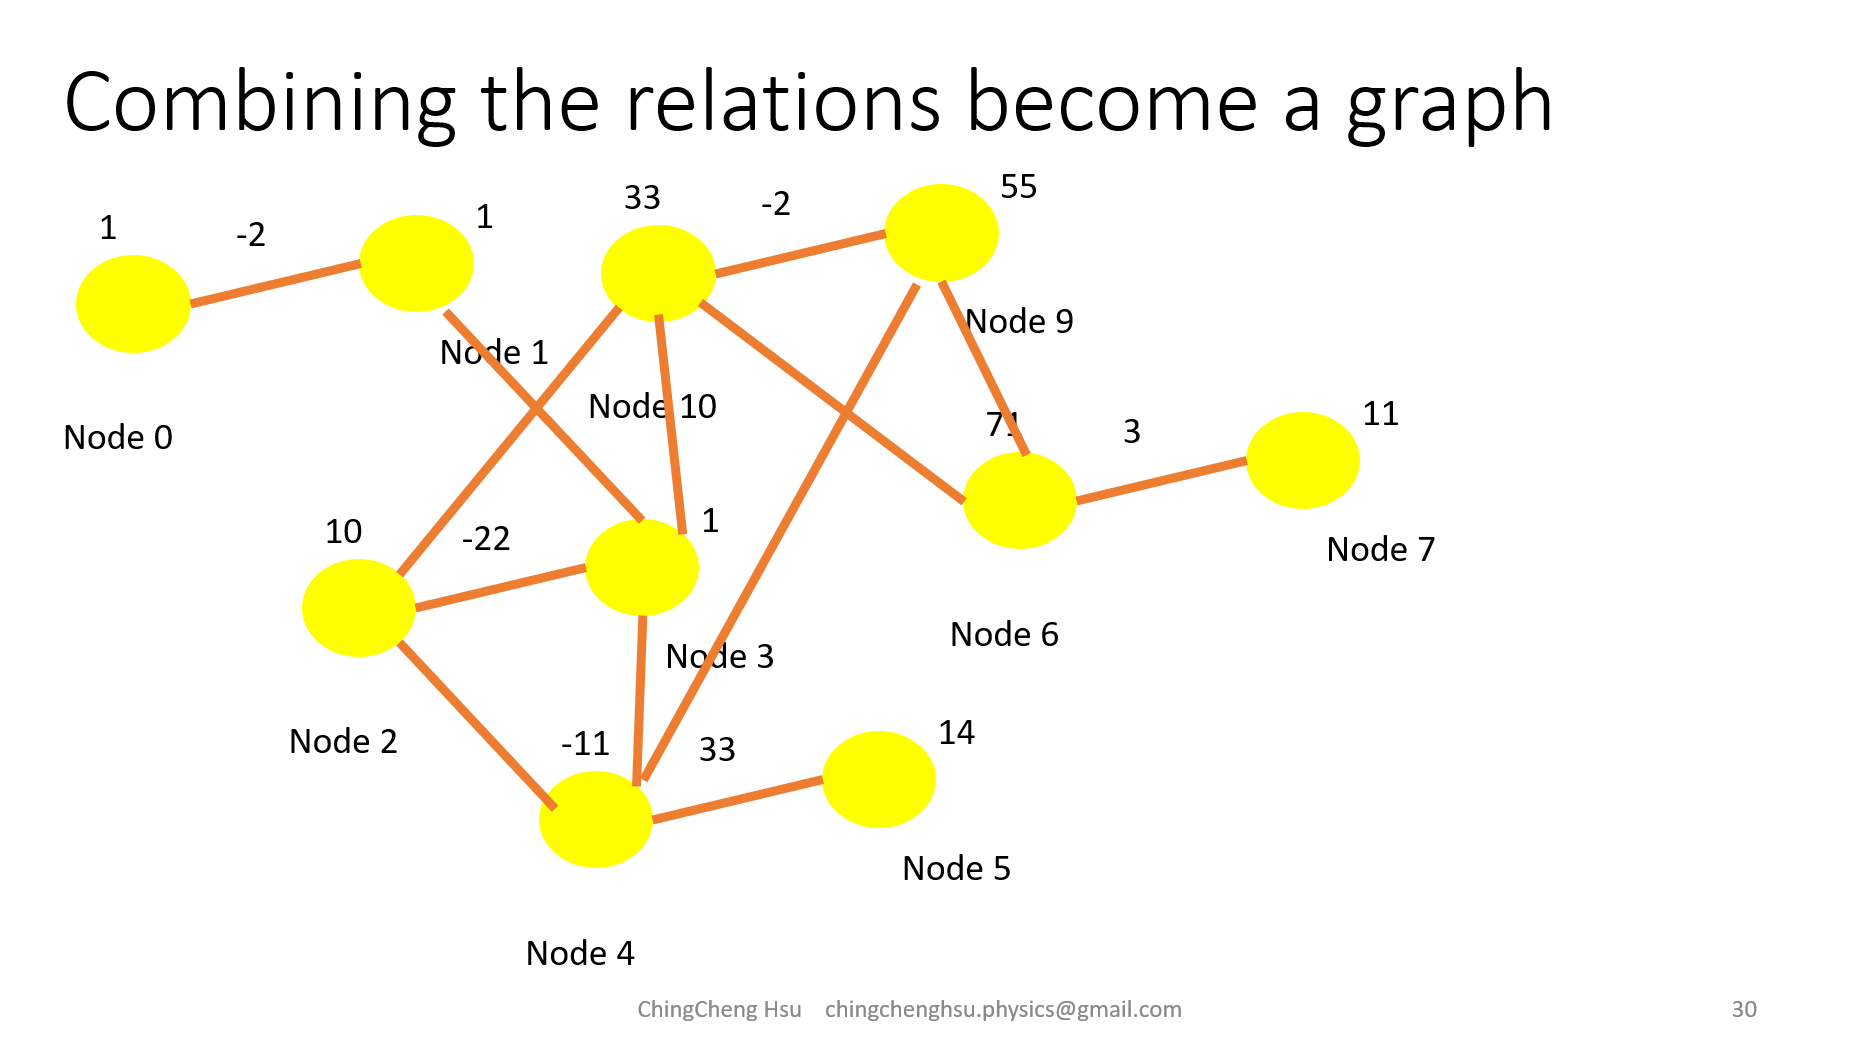 Combining the relations become a graph
1
-2
1
33
-2
55
Node 0
Node 1
Node 10
Node 9
71
3
11
Node 7
10
-22
1
Node 6
Node 2
Node 3
-11
33
14
Node 5
Node 4
ChingCheng Hsu chingchenghsu.physics@gmail.com
30